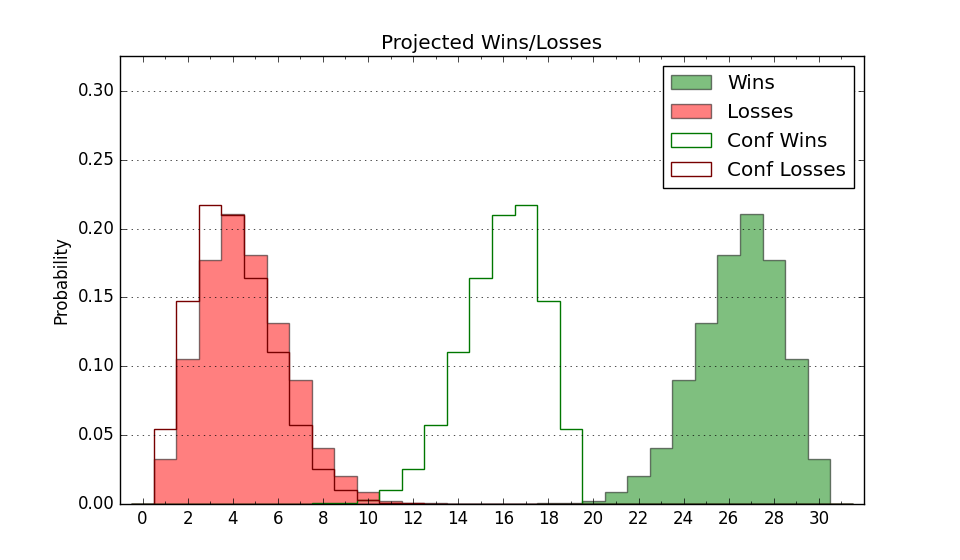 Projected Wins/Losses
Wins
Losses
Conf Wins
Conf Losses
Probability
0.30
0.25
0.20
0.15
0.10
0.05
0.00
0 2 4 6 8 10 12 14 16 18 20 22 24 26 28 30